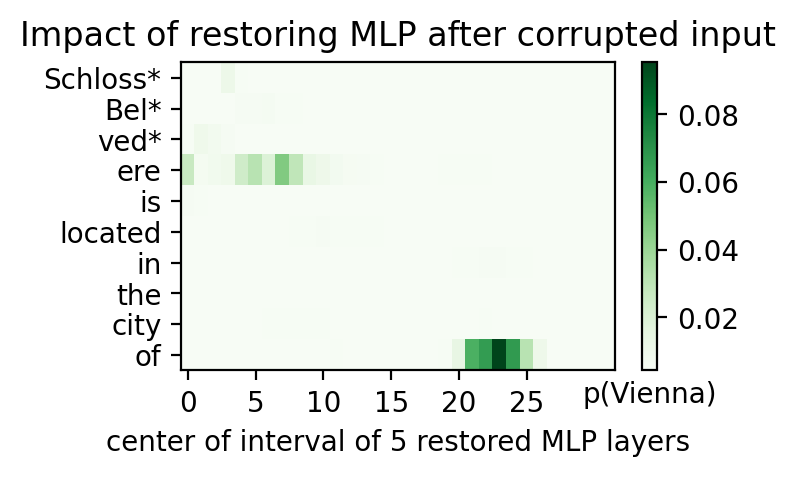 Impact of restoring MLP after corrupted input
Schloss*
Bel*
ved*
ere
is
located
in
the
city
of
0 5 10 15 20 25
center of interval of 5 restored MLP layers
0.08
0.06
0.04
0.02
p(Vienna)